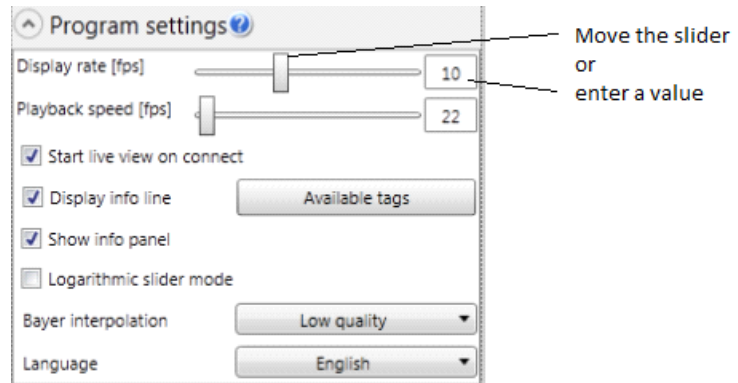 Program settings?
Display rate [fps] 10
Playback speed [fps] 22
Start live view on connect
Display info line Available tags
Show info panel
Logarithmic slider mode
Bayer interpolation Low quality
Language English
Move the slider
or
enter a value